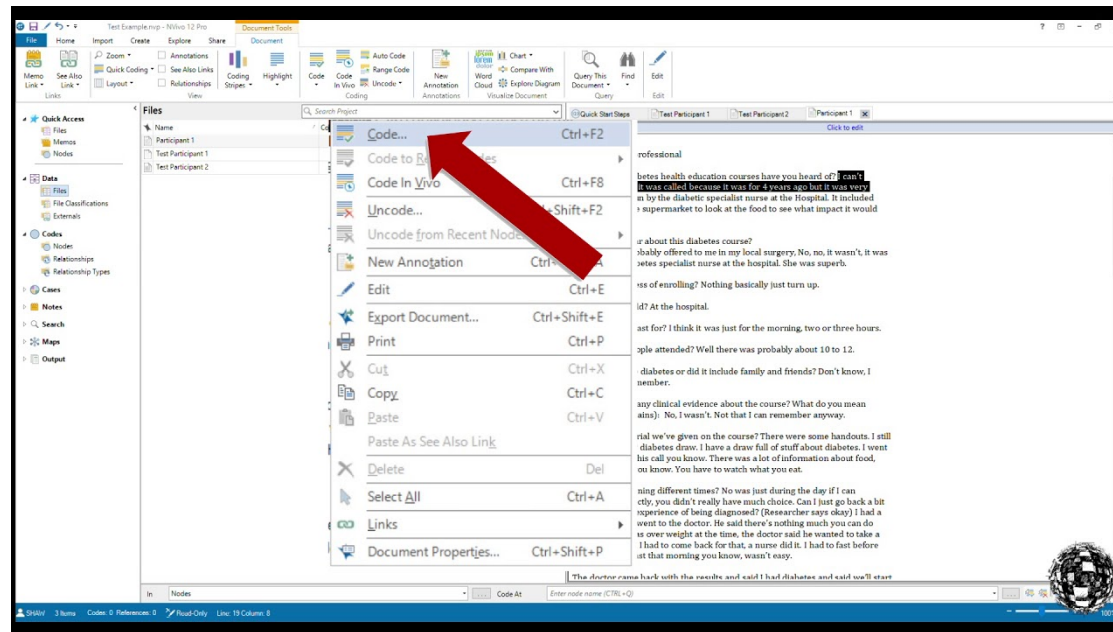 Test Example.nvp - NVivo 12 Pro
Document Tools
File Home Import Create Explore Share Document
Memo Link
See Also Link
Zoom
Quick Coding
Layout
Annotations
See Also Links
Relationships
Coding Stripes
Highlight
Code
Code In Vivo
Auto Code
Range Code
Uncode
New Annotation
Word Cloud
Chart
Compare With
Explore Diagram
Query This Document
Find
Edit
Links View Coding Annotations Visualize Document Query Edit
Quick Access
Files
Memos
Nodes
Data
Files
File Classifications
Externals
Codes
Nodes
Relationships
Relationship Types
Cases
Notes
Search
Maps
Output
Files
Search Project
Name
Participant 1
Test Participant 1
Test Participant 2
Quick Start Steps Test Participant 1 Test Participant 2 Participant 1
Click to edit
Code... Ctrl+F2
Code to
Code In Vivo Ctrl+F8
Uncode... Shift+F2
Uncode from Recent
New Annotation
Edit Ctrl+E
Export Document... Ctrl+Shift+E
Print Ctrl+P
Cut Ctrl+X
Copy Ctrl+C
Paste Ctrl+V
Paste As See Also Link
Delete Del
Select All Ctrl+A
Links
Document Properties... Ctrl+Shift+P
rofessional
betes health education courses have you heard of? I can't
it was called because it was for 4 years ago but it was very
n by the diabetic specialist nurse at the Hospital. It included
supermarket to look at the food to see what impact it would
r about this diabetes course?
bably offered to me in my local surgery, No, no, it wasn't, it was
betes specialist nurse at the hospital. She was superb.
ess of enrolling? Nothing basically just turn up.
ld? At the hospital.
ast for? I think it was just for the morning, two or three hours.
ople attended? Well there was probably about 10 to 12.
diabetes or did it include family and friends? Don't know, I
member.
any clinical evidence about the course? What do you mean
ains): No, I wasn't. Not that I can remember anyway.
rial we've given on the course? There were some handouts. I still
diabetes draw. I have a draw full of stuff about diabetes. I went
his call you know. There was a lot of information about food,
ou know. You have to watch what you eat.
ning different times? No was just during the day if I can
ctly, you didn't really have much choice. Can I just go back a bit
xperience of being diagnosed? (Researcher says okay) I had a
went to the doctor. He said there's nothing much you can do
as over weight at the time, the doctor said he wanted to take a
I had to come back for that, a nurse did it. I had to fast before
st that morning you know, wasn't easy.
The doctor came back with the results and said I had diabetes and said we'll start
In Nodes Code At Enter node name (CTRL+Q)
SHAW 3 Items Codes: 0 References: 0 Read-Only Line: 19 Column: 8